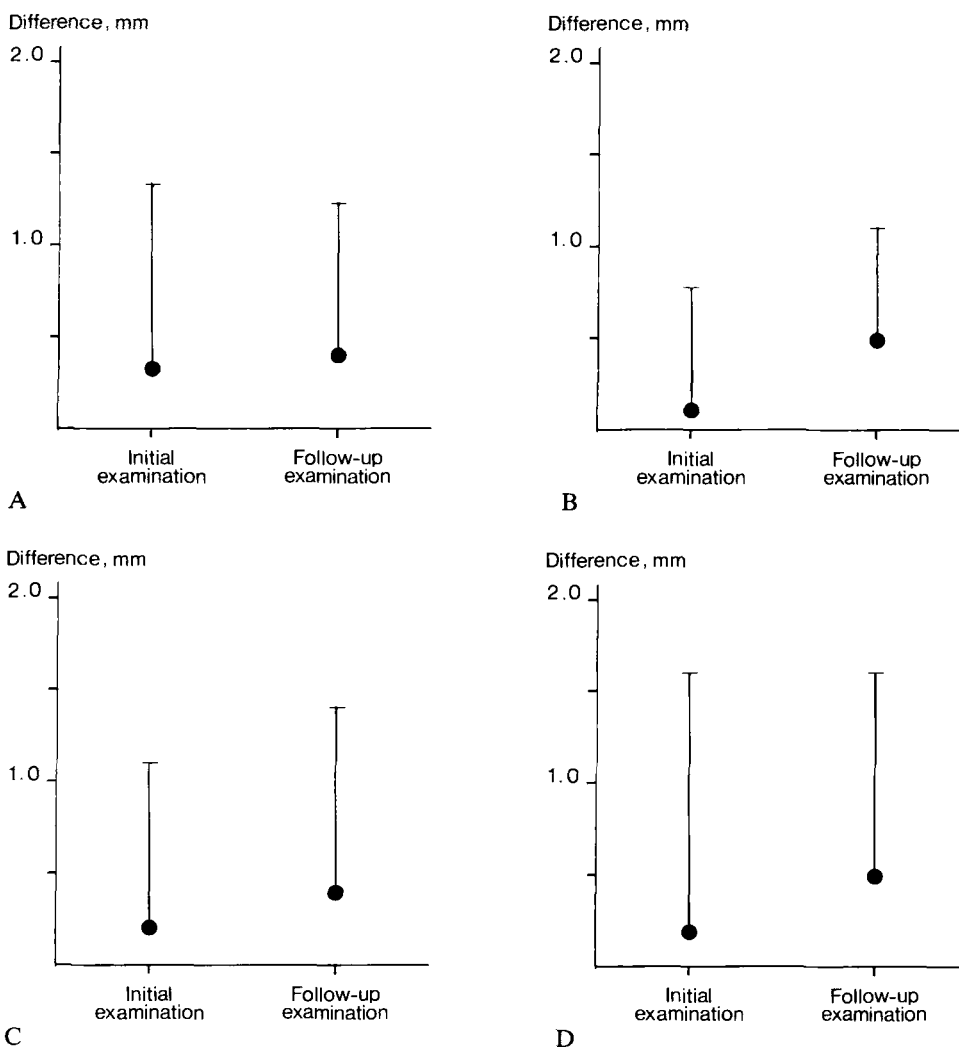 Difference, mm
2.0
1.0
Initial
examination
Follow-up
examination
A
Difference, mm
2.0
1.0
Initial
examination
Follow-up
examination
B
Difference, mm
2.0
1.0
Initial
examination
Follow-up
examination
C
Difference, mm
2.0
1.0
Initial
examination
Follow-up
examination
D